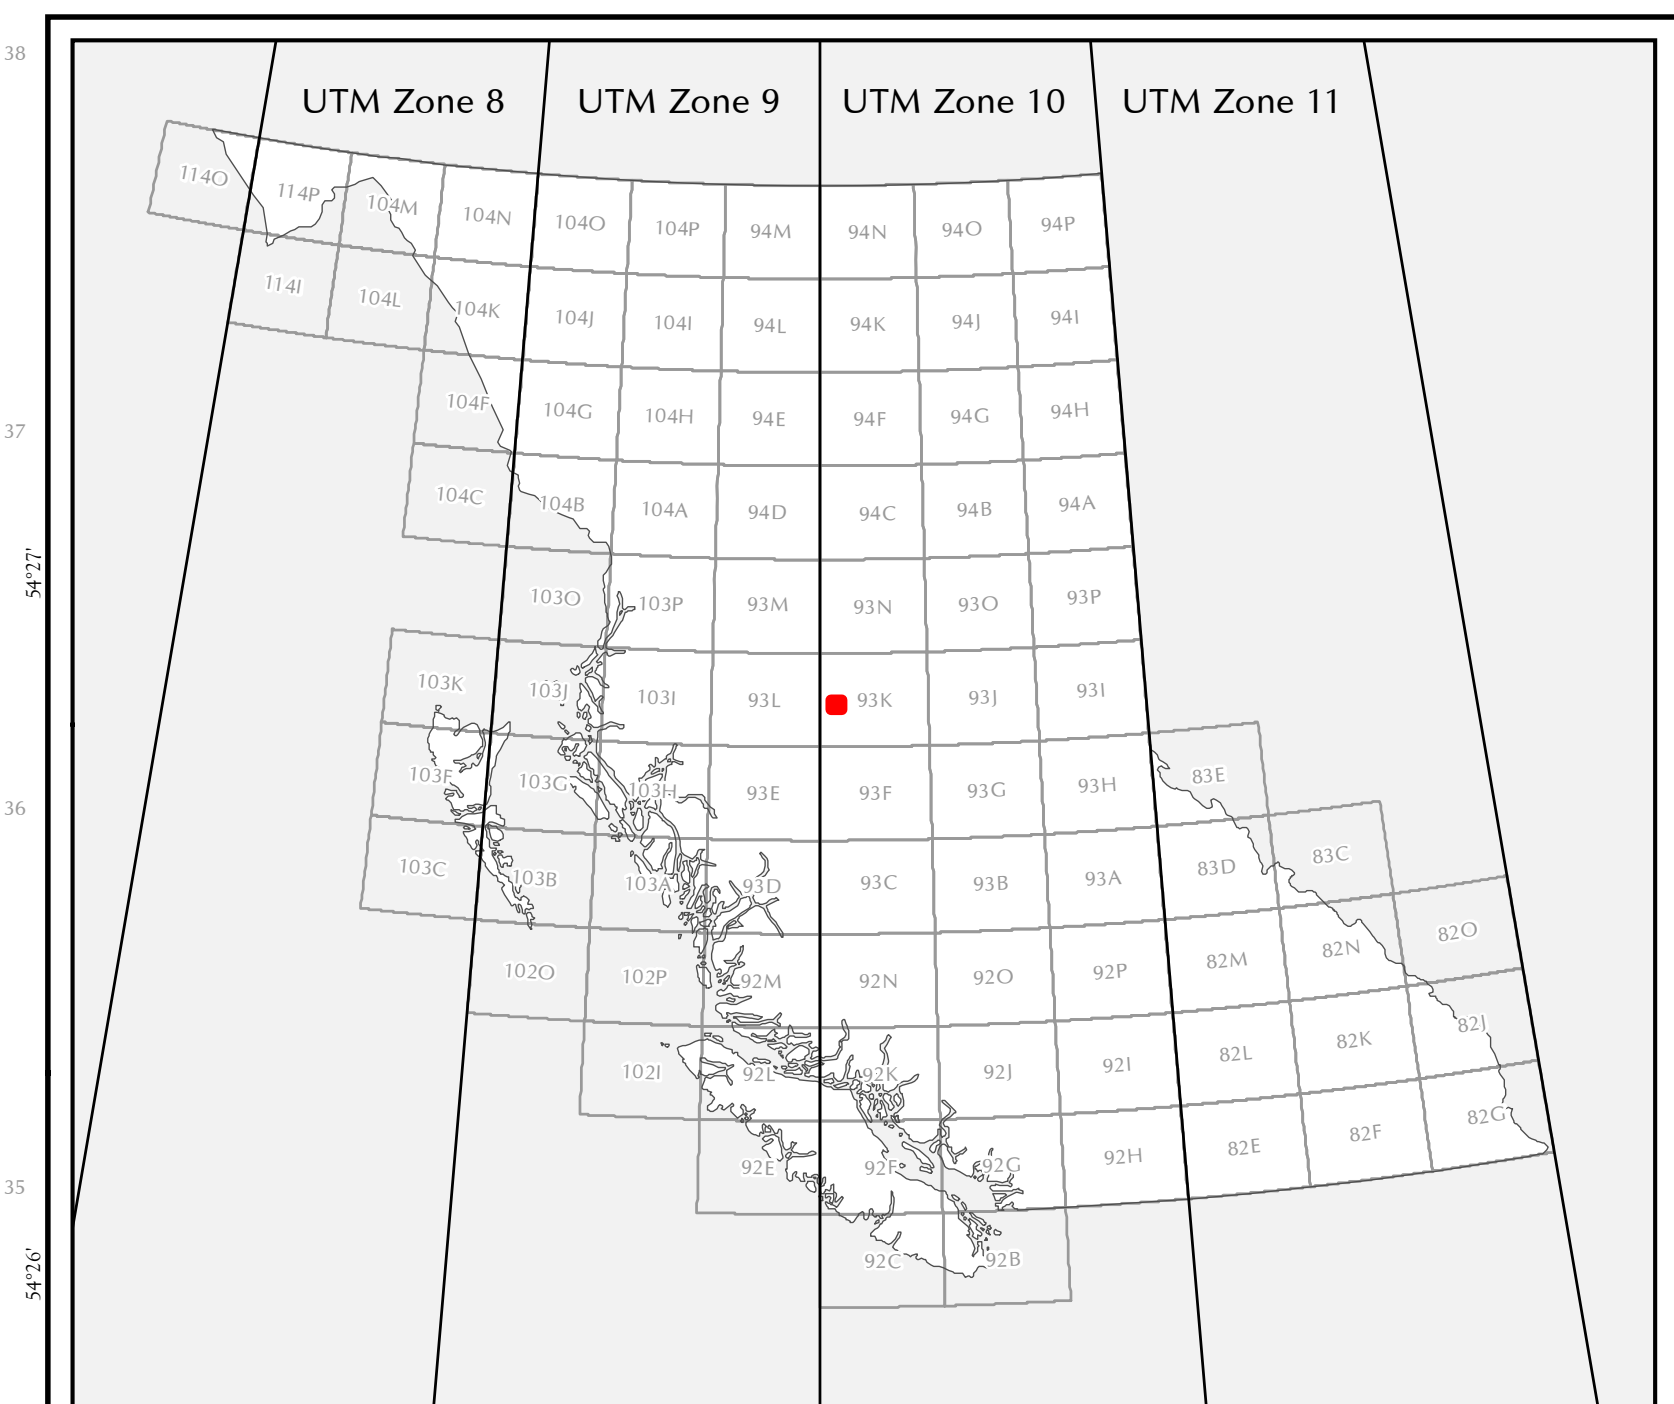 38
UTM Zone 8 UTM Zone 9 UTM Zone 10 UTM Zone 11
114O 114P 104M 104N 104O 104P 94M 94N 94O 94P
114I 104L 104K 104J 104I 94L 94K 94J 94I
37
104F 104G 104H 94E 94F 94G 94H
104C 104B 104A 94D 94C 94B 94A
54°27'
103O 103P 93M 93N 93O 93P
103K 103J 103I 93L 93K 93J 93I
36
103F 103G 103H 93E 93F 93G 93H 83E
103C 103B 103A 93D 93C 93B 93A 83D 83C
102O 102P 92M 92N 92O 92P 82M 82N 82O
102I 92L 92K 92J 92I 82L 82K 82J
35
92E 92F 92G 92H 82E 82F 82G
54°26'
92C 92B